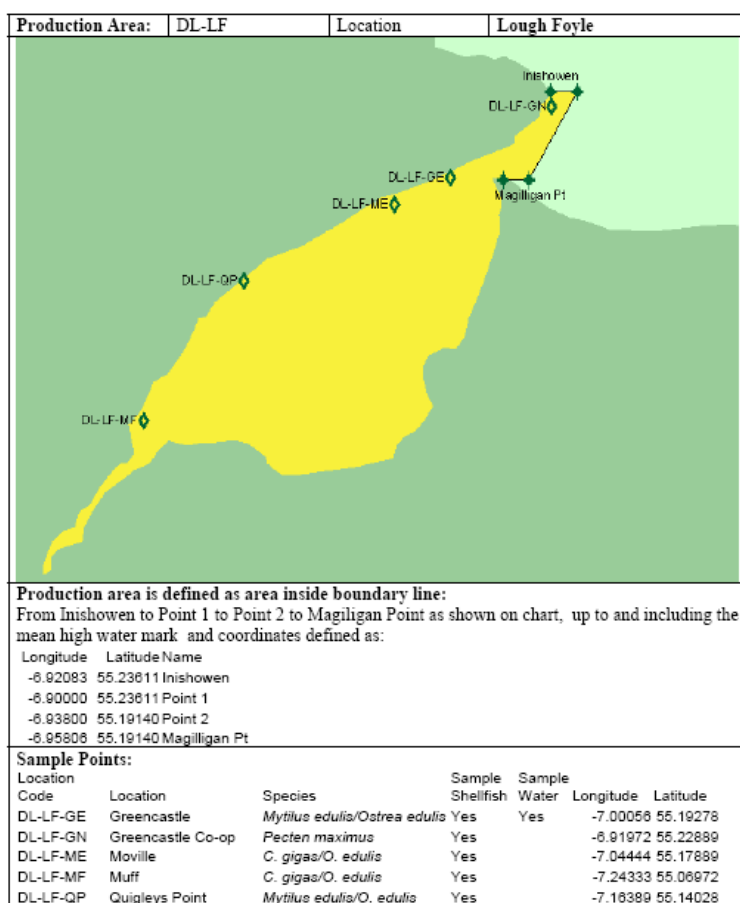 Production Area: DL-LF Location Lough Foyle
Inishowen
DL-LF-GN
DL-LF-GE
Magilligan Pt
DL-LF-ME
DL-LF-QP
DL-LF-MF
Production area is defined as area inside boundary line:
From Inishowen to Point 1 to Point 2 to Magiligan Point as shown on chart, up to and including the
mean high water mark and coordinates defined as:
Longitude Latitude Name
-6.92083 55.23611 Inishowen
-6.90000 55.23611 Point 1
-6.93800 55.19140 Point 2
-6.95806 55.19140 Magilligan Pt
Sample Points:
Location Sample Sample
Code Location Species Shellfish Water Longitude Latitude
DL-LF-GE Greencastle Mytilus edulis/Ostrea edulis Yes Yes -7.00056 55.19278
DL-LF-GN Greencastle Co-op Pecten maximus Yes -6.91972 55.22889
DL-LF-ME Moville C. gigas/O. edulis Yes -7.04444 55.17889
DL-LF-MF Muff C. gigas/O. edulis Yes -7.24333 55.06972
DL-LF-QP Quigleys Point Mytilus edulis/O. edulis Yes -7.16389 55.14028